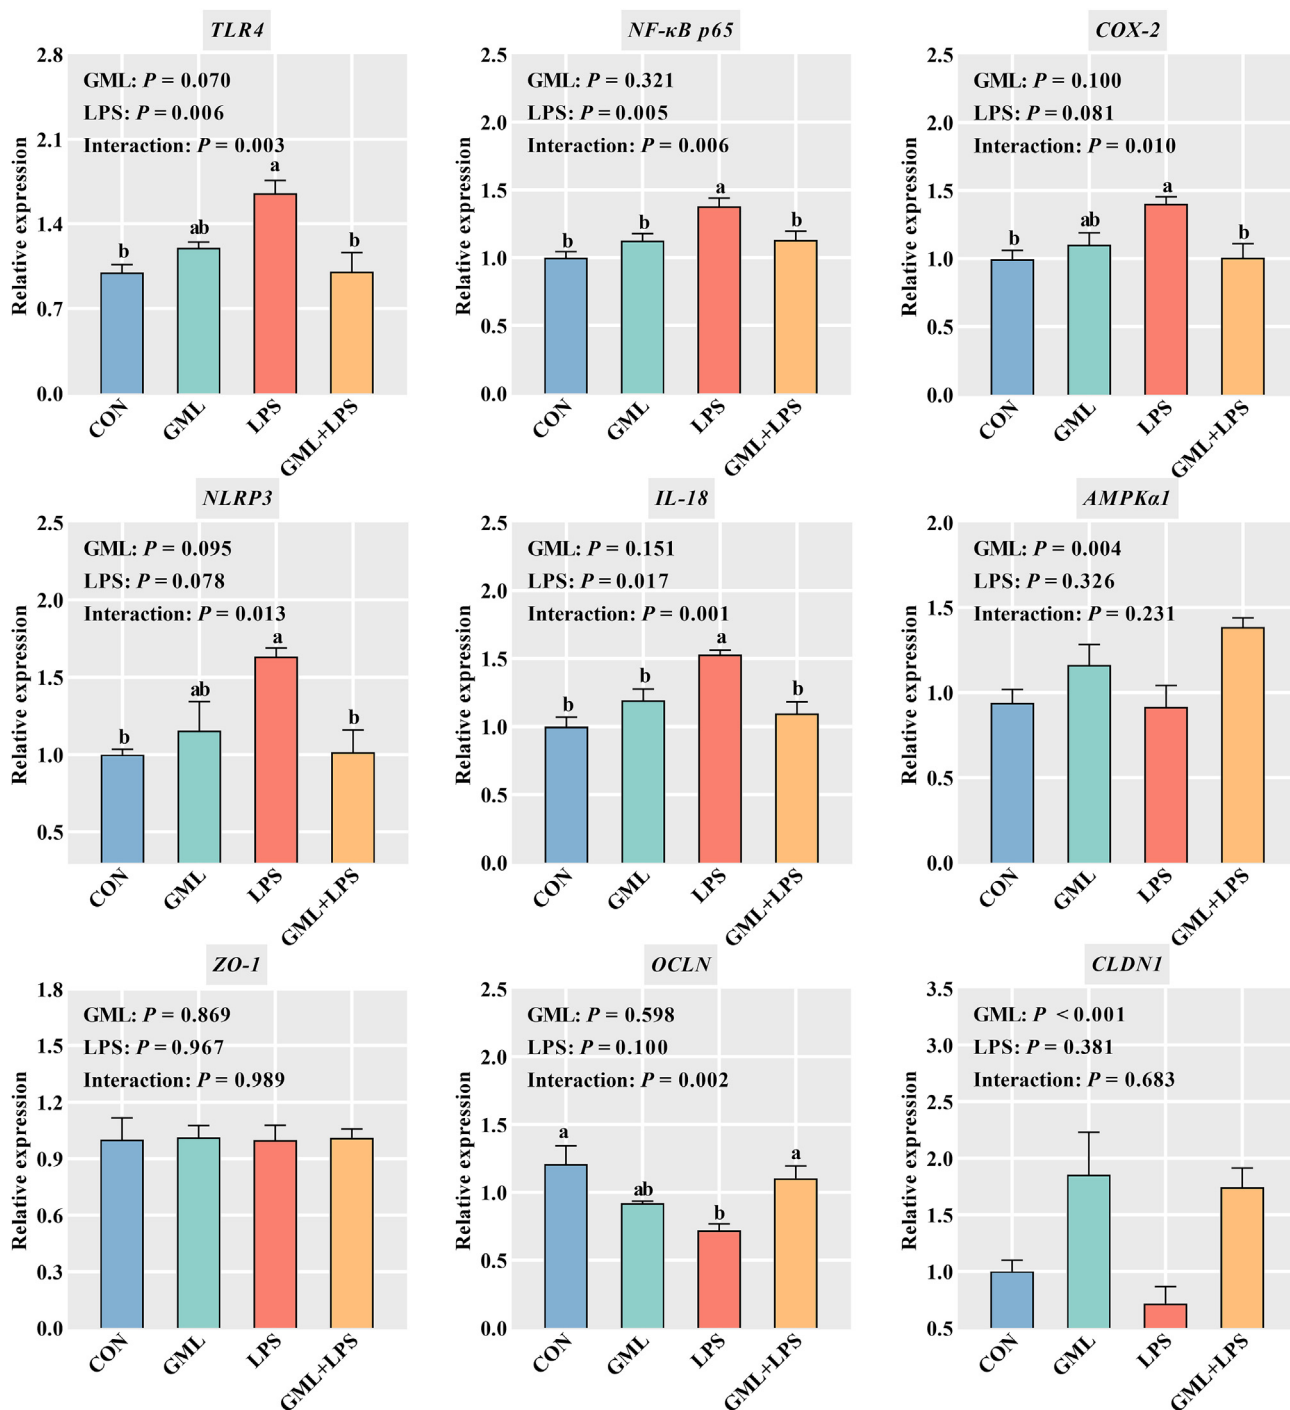 TLR4
GML: P = 0.070
LPS: P = 0.006
Interaction: P = 0.003
Relative expression
2.8
2.1
1.4
0.7
0.0
b
ab
a
b
CON
GML
LPS
GML+LPS
NF-κB p65
GML: P = 0.321
LPS: P = 0.005
Interaction: P = 0.006
Relative expression
2.5
2.0
1.5
1.0
0.5
0.0
b
b
a
b
CON
GML
LPS
GML+LPS
COX-2
GML: P = 0.100
LPS: P = 0.081
Interaction: P = 0.010
Relative expression
2.5
2.0
1.5
1.0
0.5
0.0
b
ab
a
b
CON
GML
LPS
GML+LPS
NLRP3
GML: P = 0.095
LPS: P = 0.078
Interaction: P = 0.013
Relative expression
2.5
2.0
1.5
1.0
0.5
b
ab
a
b
CON
GML
LPS
GML+LPS
IL-18
GML: P = 0.151
LPS: P = 0.017
Interaction: P = 0.001
Relative expression
2.5
2.0
1.5
1.0
0.5
0.0
b
b
a
b
CON
GML
LPS
GML+LPS
AMPKα1
GML: P = 0.004
LPS: P = 0.326
Interaction: P = 0.231
Relative expression
2.0
1.5
1.0
0.5
0.0
CON
GML
LPS
GML+LPS
ZO-1
GML: P = 0.869
LPS: P = 0.967
Interaction: P = 0.989
Relative expression
1.8
1.5
1.2
0.9
0.6
0.3
0.0
CON
GML
LPS
GML+LPS
OCLN
GML: P = 0.598
LPS: P = 0.100
Interaction: P = 0.002
Relative expression
2.5
2.0
1.5
1.0
0.5
0.0
a
ab
b
a
CON
GML
LPS
GML+LPS
CLDN1
GML: P < 0.001
LPS: P = 0.381
Interaction: P = 0.683
Relative expression
3.5
3.0
2.5
2.0
1.5
1.0
0.5
CON
GML
LPS
GML+LPS